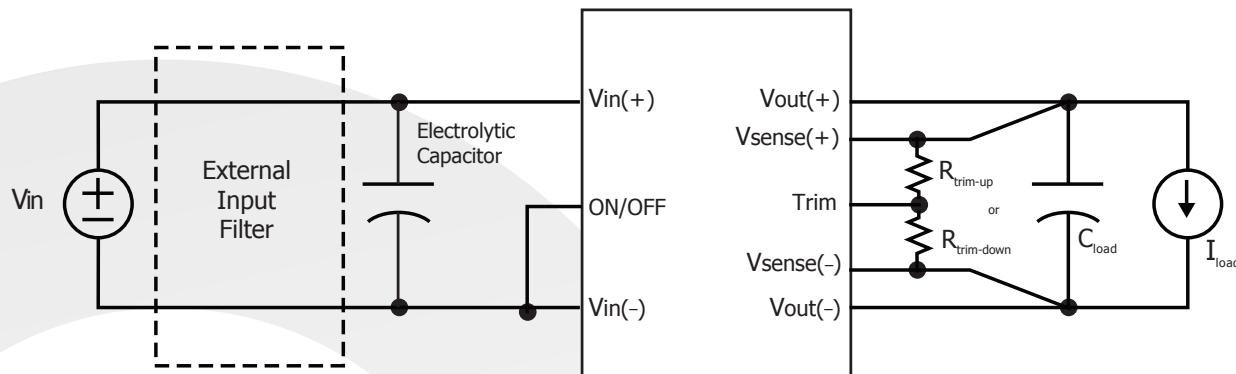 Vin
External
Input
Filter
Electrolytic
Capacitor
Vin(+)
ON/OFF
Vin(–)
Vout(+)
Vsense(+)
Trim
Vsense(–)
Vout(–)
Rtrim-up
or
Rtrim-down
Cload
Iload